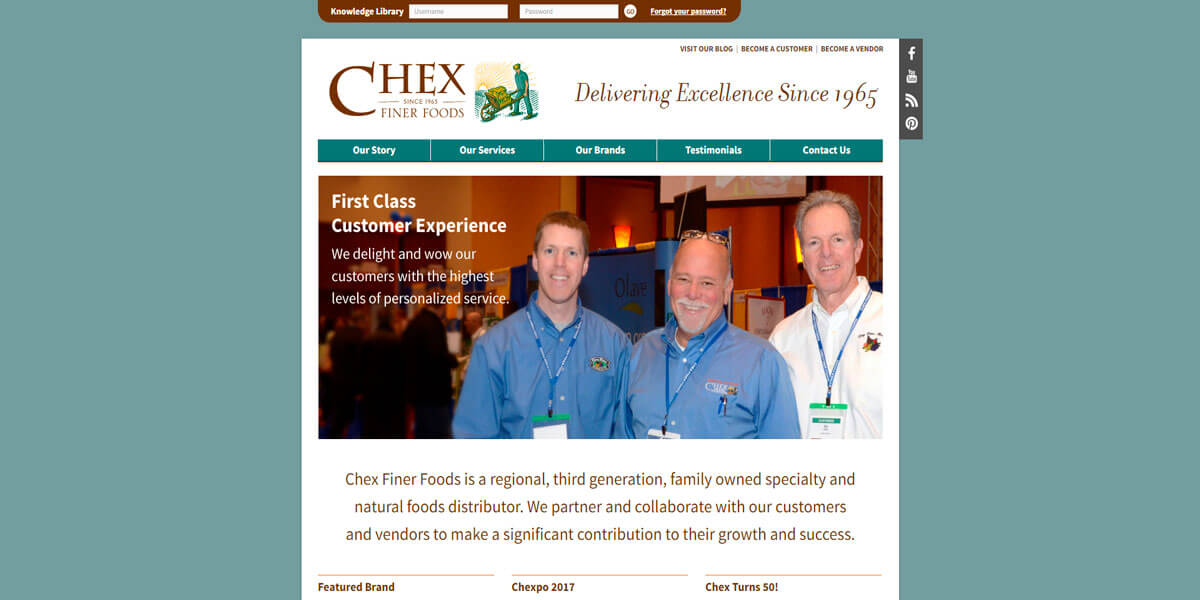 Knowledge Library Username Password GO Forgot your password?
VISIT OUR BLOG | BECOME A CUSTOMER | BECOME A VENDOR
CHEX
SINCE 1965
FINER FOODS
Delivering Excellence Since 1965
You Tube
Our Story Our Services Our Brands Testimonials Contact Us
First Class
Customer Experience
We delight and wow our
customers with the highest
levels of personalized service.
Olave
CHEX
Chex Finer Foods is a regional, third generation, family owned specialty and
natural foods distributor. We partner and collaborate with our customers
and vendors to make a significant contribution to their growth and success.
Featured Brand Chexpo 2017 Chex Turns 50!